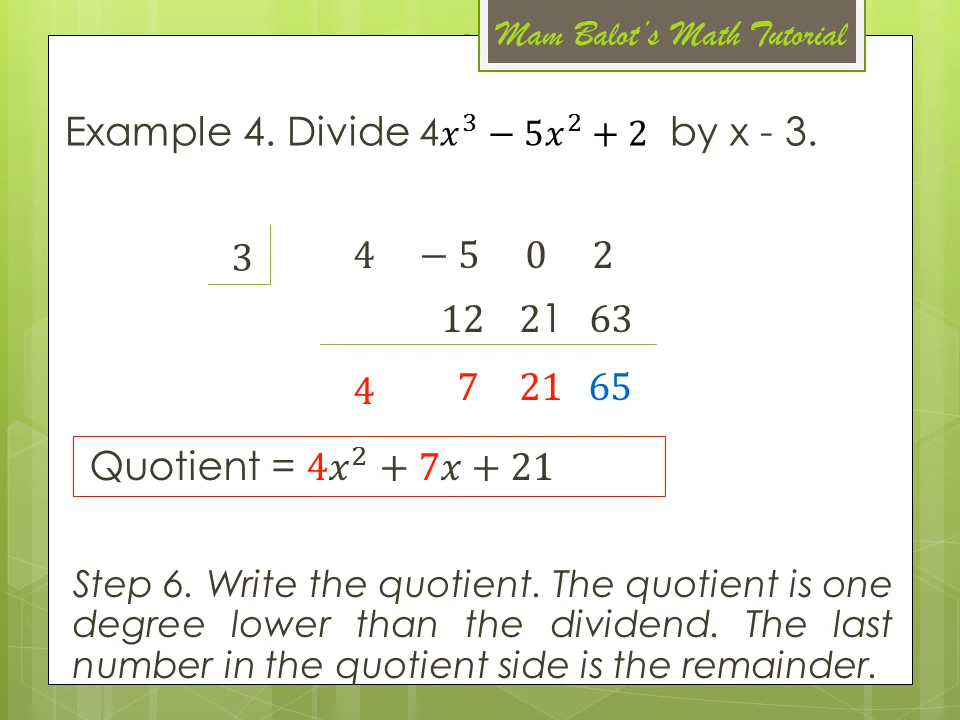 Mam Balot's Math Tutorial
Example 4. Divide 4𝑥³ − 5𝑥² + 2 by x - 3.
3 4 − 5 0 2
12 21 63
4 7 21 65
Quotient = 4𝑥² + 7𝑥 + 21
Step 6. Write the quotient. The quotient is one
degree lower than the dividend. The last
number in the quotient side is the remainder.